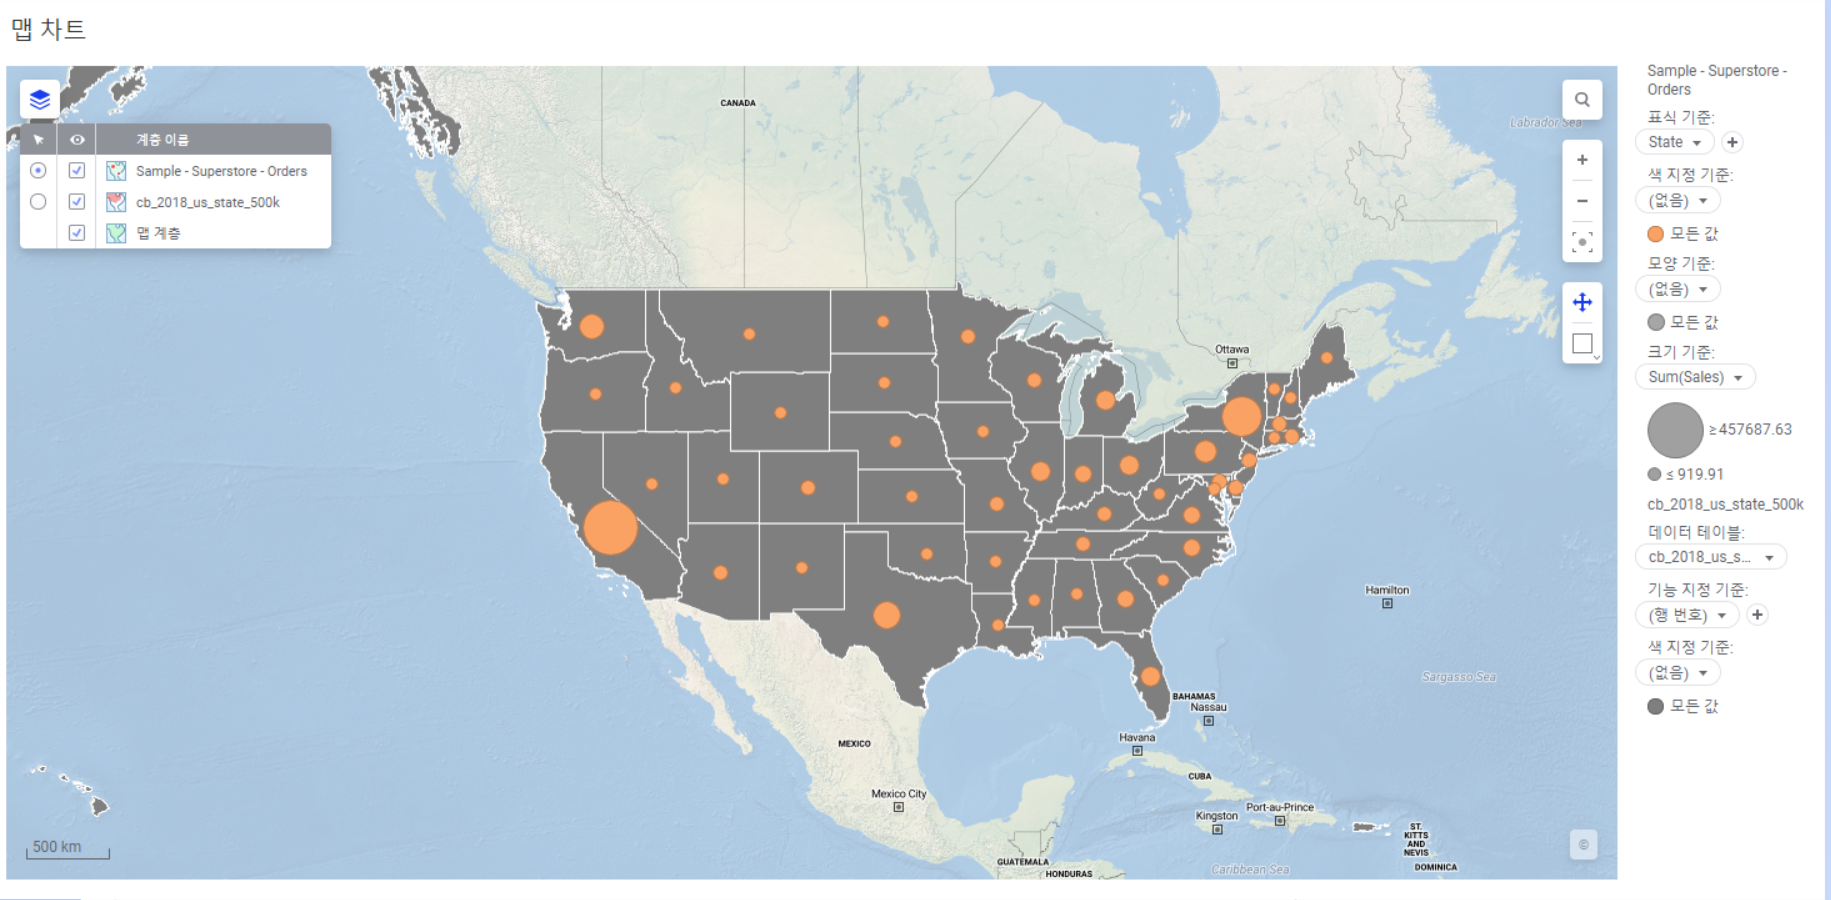 맵 차트
계층 이름
Sample - Superstore - Orders
cb_2018_us_state_500k
맵 계층
CANADA
Labrador Sea
Ottawa
Hamilton
Sargasso Sea
BAHAMAS
Nassau
Havana
MEXICO
CUBA
Mexico City
Port-au-Prince
Kingston
ST.
KITTS
AND
NEVIS
DOMINICA
GUATEMALA
HONDURAS
Caribbean Sea
500 km
©
Sample - Superstore -
Orders
표식 기준:
State
색 지정 기준:
(없음)
모든 값
모양 기준:
(없음)
모든 값
크기 기준:
Sum(Sales)
≥457687.63
≤ 919.91
cb_2018_us_state_500k
데이터 테이블:
cb_2018_us_s...
기능 지정 기준:
(행 번호)
색 지정 기준:
(없음)
모든 값